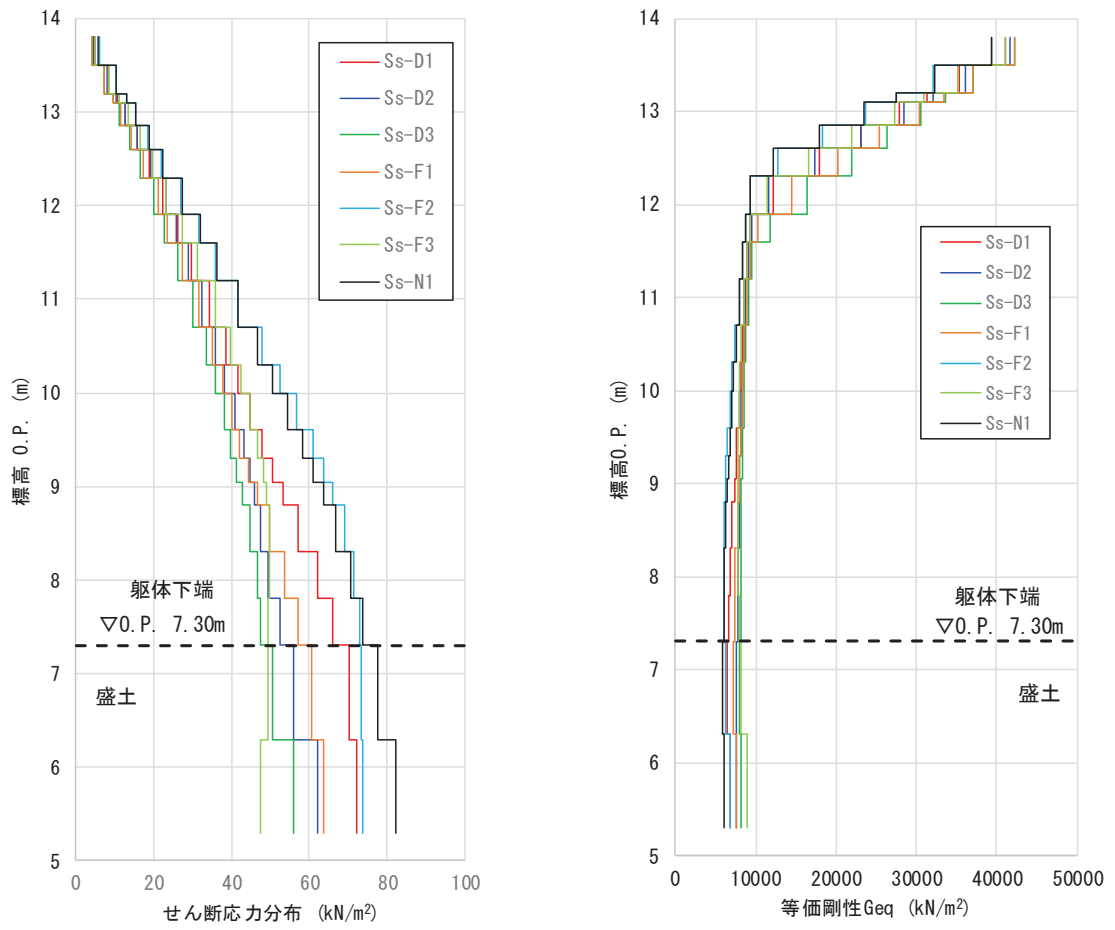 14
13
12
11
10
9
8
7
6
5
標高 O.P. (m)
Ss-D1
Ss-D2
Ss-D3
Ss-F1
Ss-F2
Ss-F3
Ss-N1
躯体下端
▽O.P. 7.30m
盛土
0
20
40
60
80
100
せん断応力分布 (kN/m²)
14
13
12
11
10
9
8
7
6
5
標高O.P. (m)
Ss-D1
Ss-D2
Ss-D3
Ss-F1
Ss-F2
Ss-F3
Ss-N1
躯体下端
▽O.P. 7.30m
盛土
0
10000
20000
30000
40000
50000
等価剛性Geq (kN/m²)